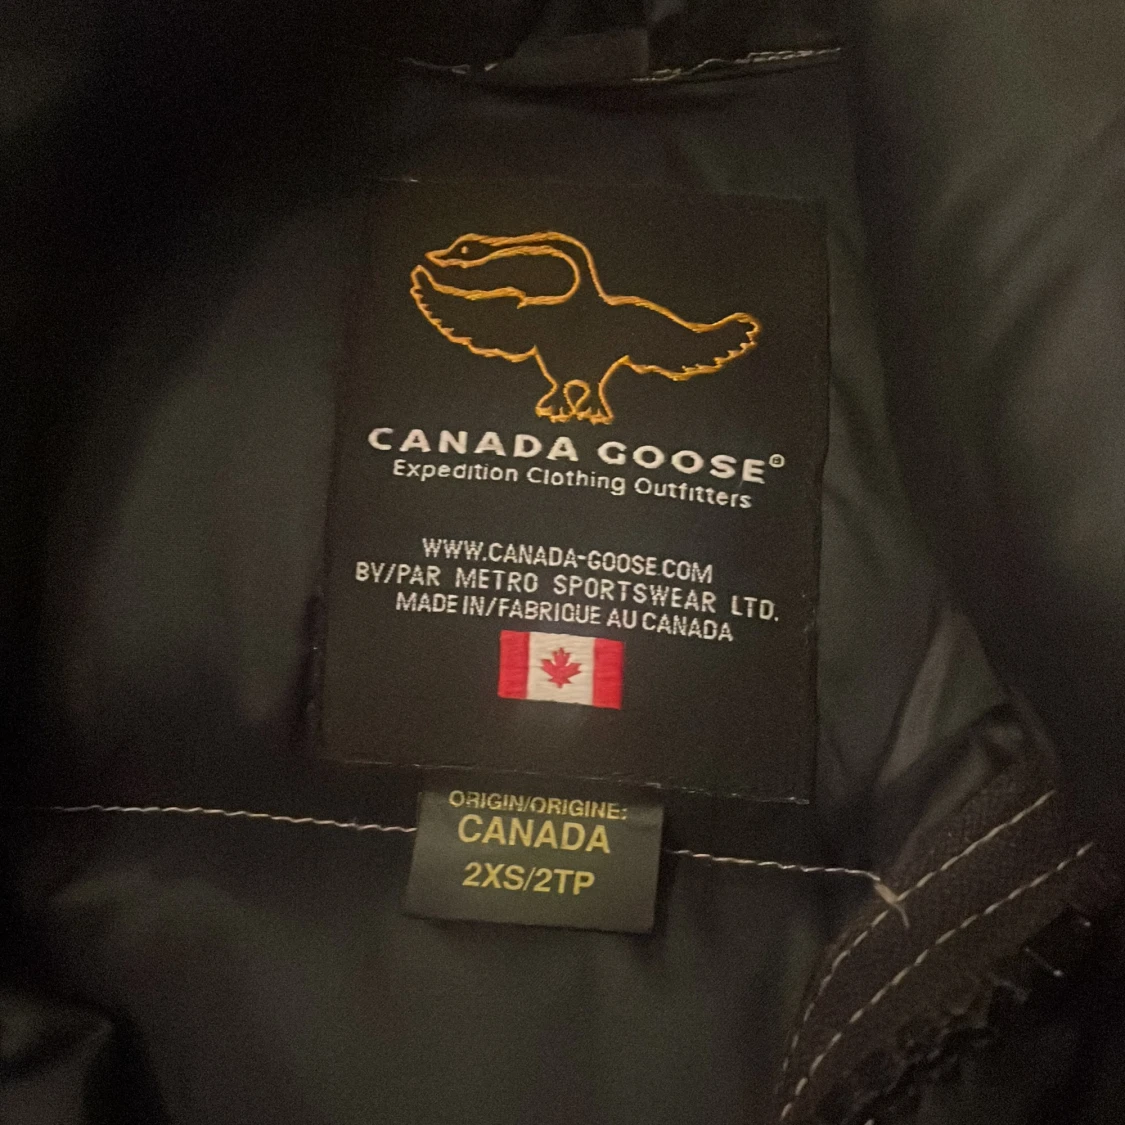 CANADA GOOSE®
Expedition Clothing Outfitters
WWW.CANADA-GOOSE.COM
BY/PAR METRO SPORTSWEAR LTD.
MADE IN/FABRIQUE AU CANADA
ORIGIN/ORIGINE:
CANADA
2XS/2TP